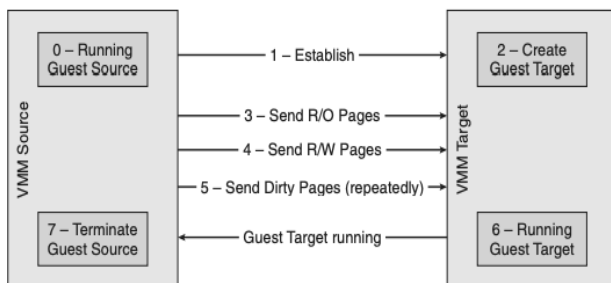 0 – Running
Guest Source
1 – Establish
2 – Create
Guest Target
VMM Source
3 – Send R/O Pages
4 – Send R/W Pages
5 – Send Dirty Pages (repeatedly)
VMM Target
7 – Terminate
Guest Source
Guest Target running
6 – Running
Guest Target